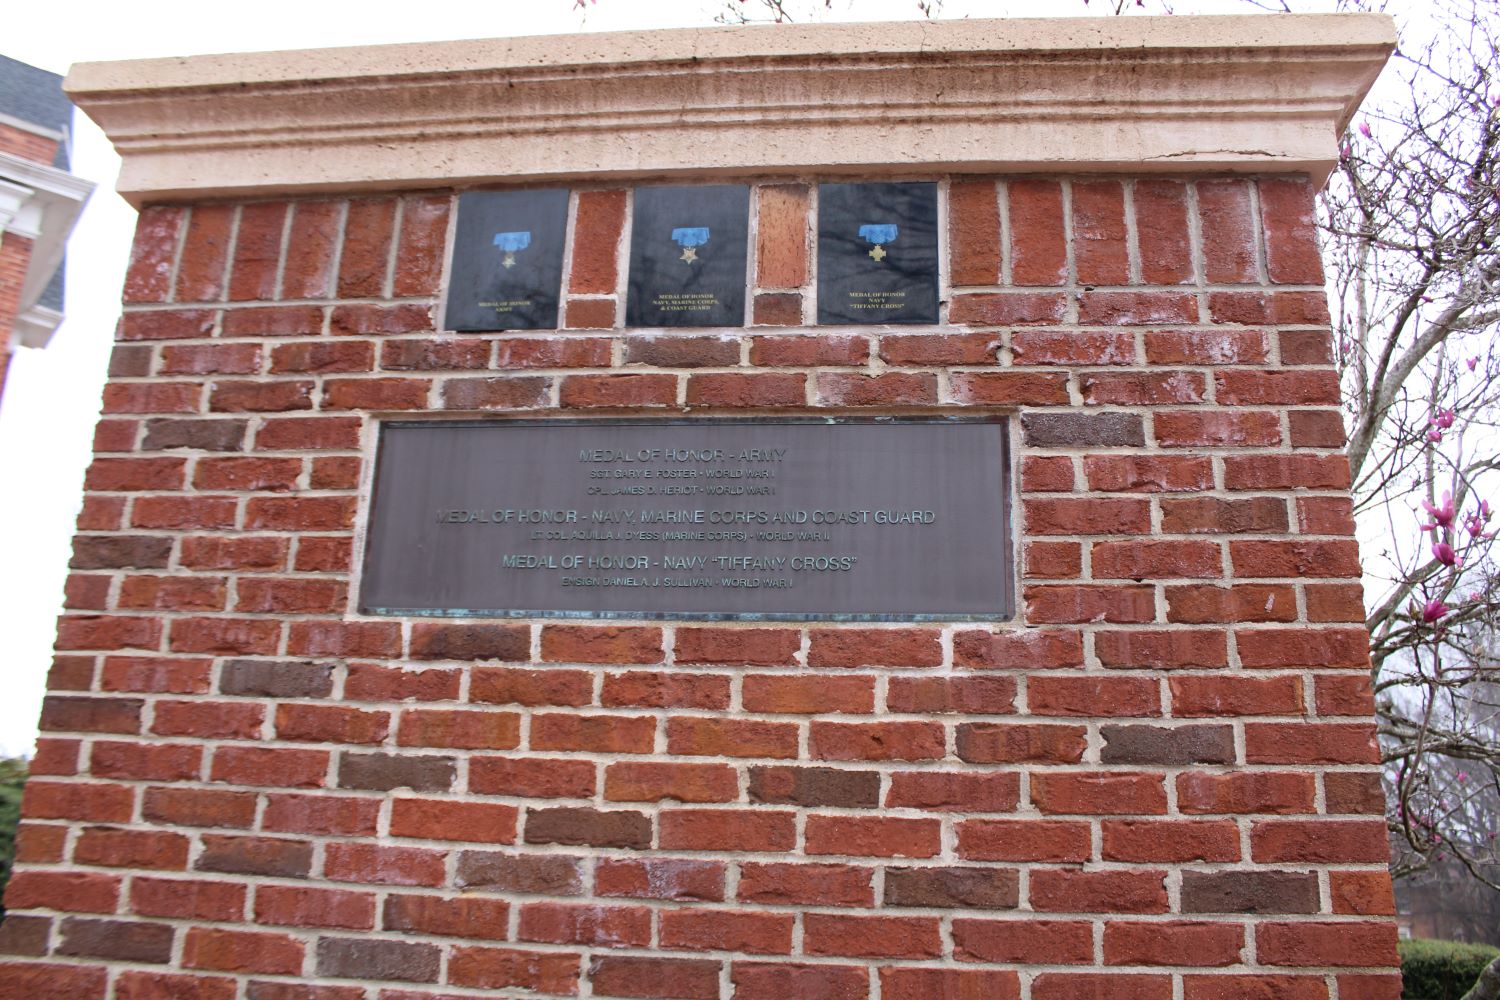 MEDAL OF HONOR
ARMY
MEDAL OF HONOR
NAVY, MARINE CORPS,
& COAST GUARD
MEDAL OF HONOR
NAVY
"TIFFANY CROSS"
MEDAL OF HONOR - ARMY
SGT. GARY E. FOSTER · WORLD WAR I
CPL. JAMES D. HERIOT · WORLD WAR I
MEDAL OF HONOR - NAVY, MARINE CORPS AND COAST GUARD
LT. COL. AQUILLA J. DYESS (MARINE CORPS) · WORLD WAR II
MEDAL OF HONOR - NAVY "TIFFANY CROSS"
ENSIGN DANIEL A. J. SULLIVAN · WORLD WAR I